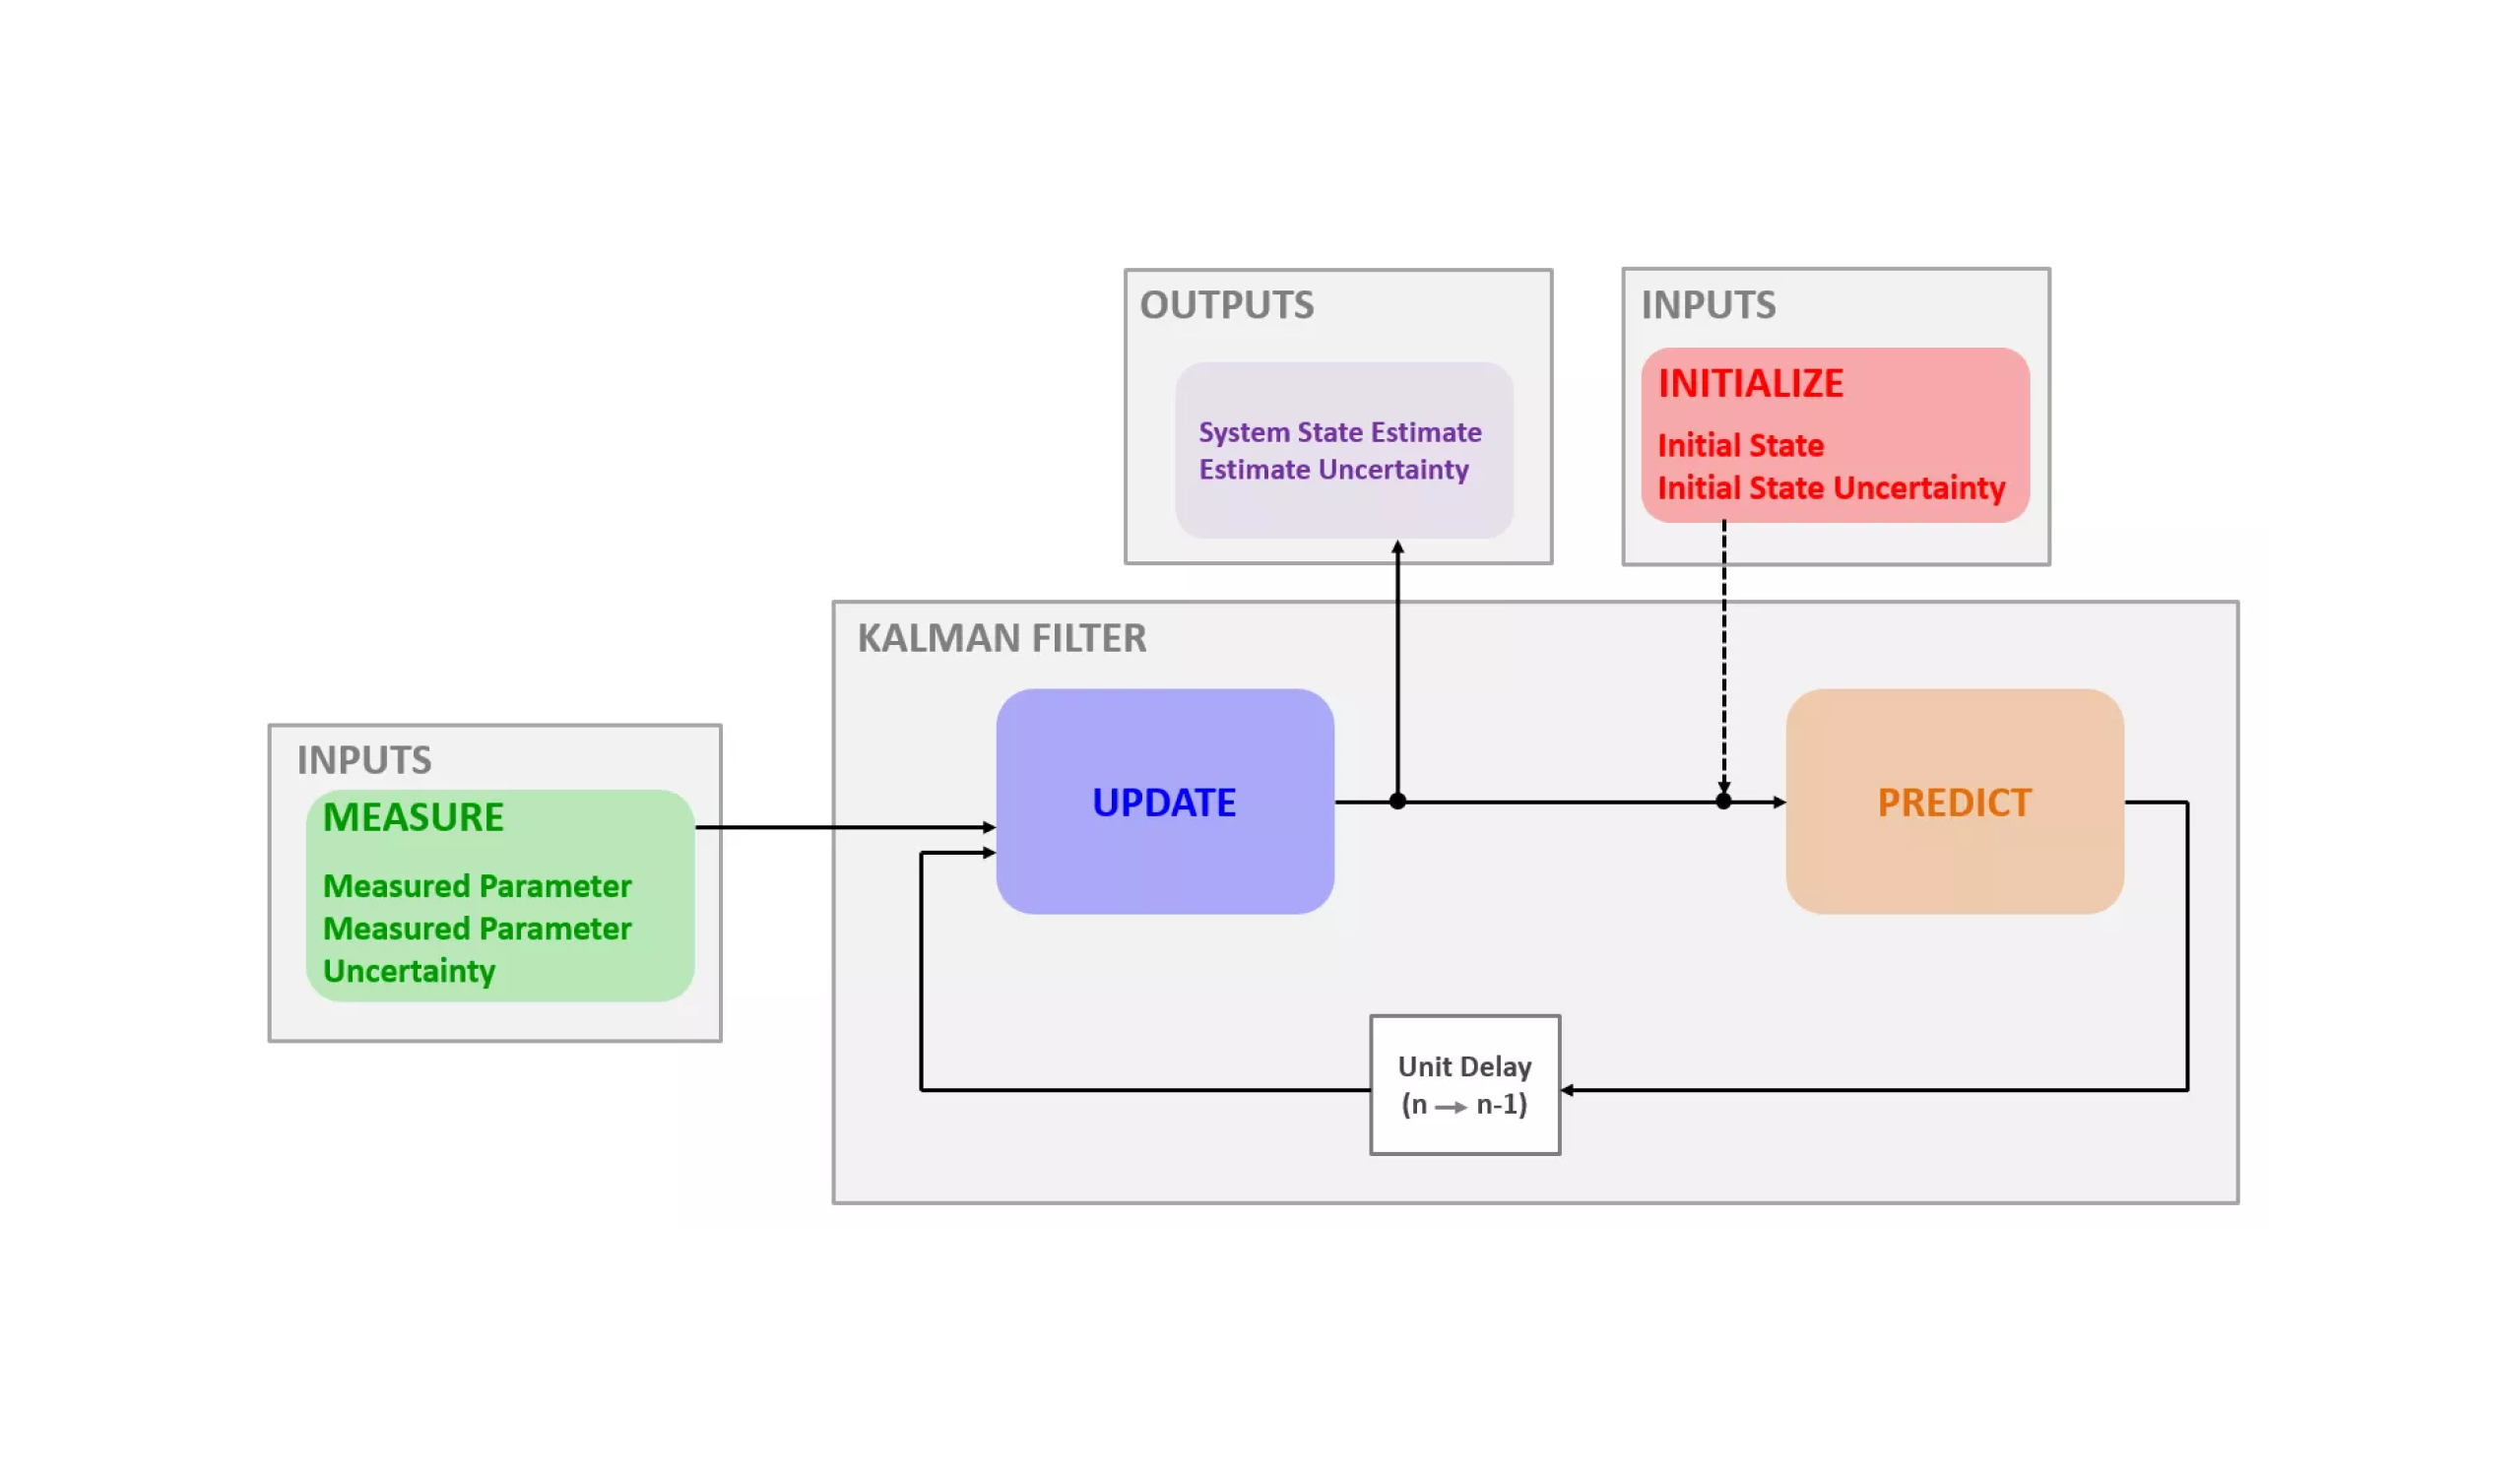 OUTPUTS
System State Estimate
Estimate Uncertainty
INPUTS
INITIALIZE
Initial State
Initial State Uncertainty
KALMAN FILTER
INPUTS
MEASURE
Measured Parameter
Measured Parameter
Uncertainty
UPDATE
PREDICT
Unit Delay
(n → n-1)